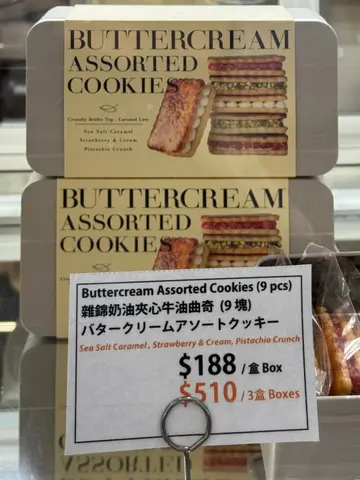 BUTTERCREAM
ASSORTED
COOKIES
Crunchy Brûlée Top · Caramel Love
Sea Salt Caramel
Strawberry & Cream
Pistachio Crunch
BUTTERCREAM
ASSORTED
COOKIES
Buttercream Assorted Cookies (9 pcs)
雜錦奶油夾心牛油曲奇 (9 塊)
バタークリームアソートクッキー
Sea Salt Caramel, Strawberry & Cream, Pistachio Crunch
$188 / 盒 Box
$510 / 3盒 Boxes